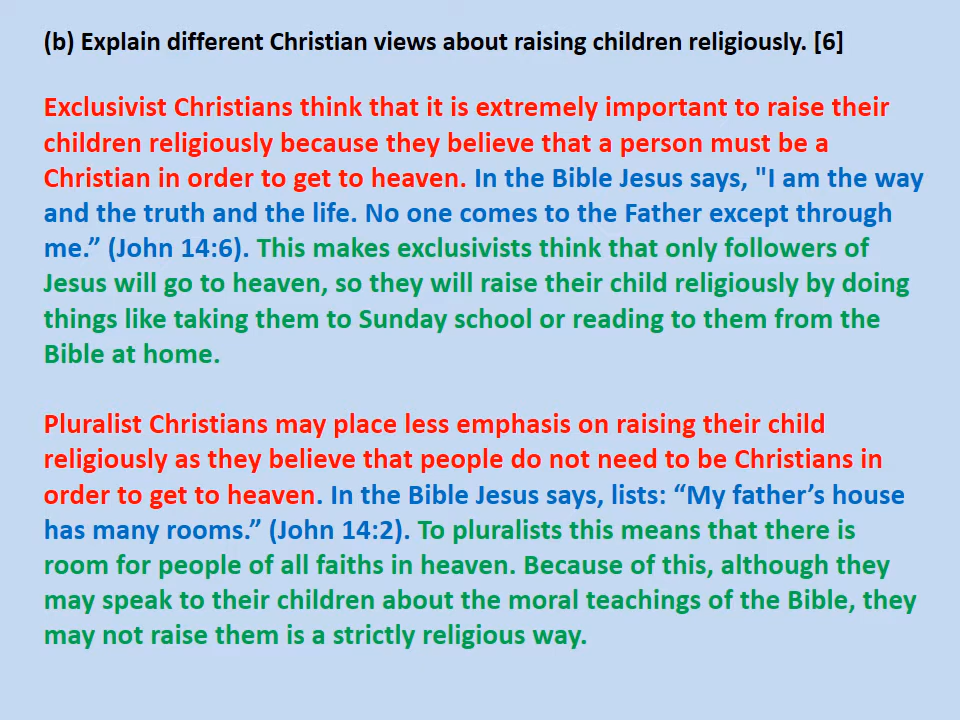 (b) Explain different Christian views about raising children religiously. [6]
Exclusivist Christians think that it is extremely important to raise their
children religiously because they believe that a person must be a
Christian in order to get to heaven. In the Bible Jesus says, "I am the way
and the truth and the life. No one comes to the Father except through
me.” (John 14:6). This makes exclusivists think that only followers of
Jesus will go to heaven, so they will raise their child religiously by doing
things like taking them to Sunday school or reading to them from the
Bible at home.
Pluralist Christians may place less emphasis on raising their child
religiously as they believe that people do not need to be Christians in
order to get to heaven. In the Bible Jesus says, lists: “My father’s house
has many rooms.” (John 14:2). To pluralists this means that there is
room for people of all faiths in heaven. Because of this, although they
may speak to their children about the moral teachings of the Bible, they
may not raise them is a strictly religious way.